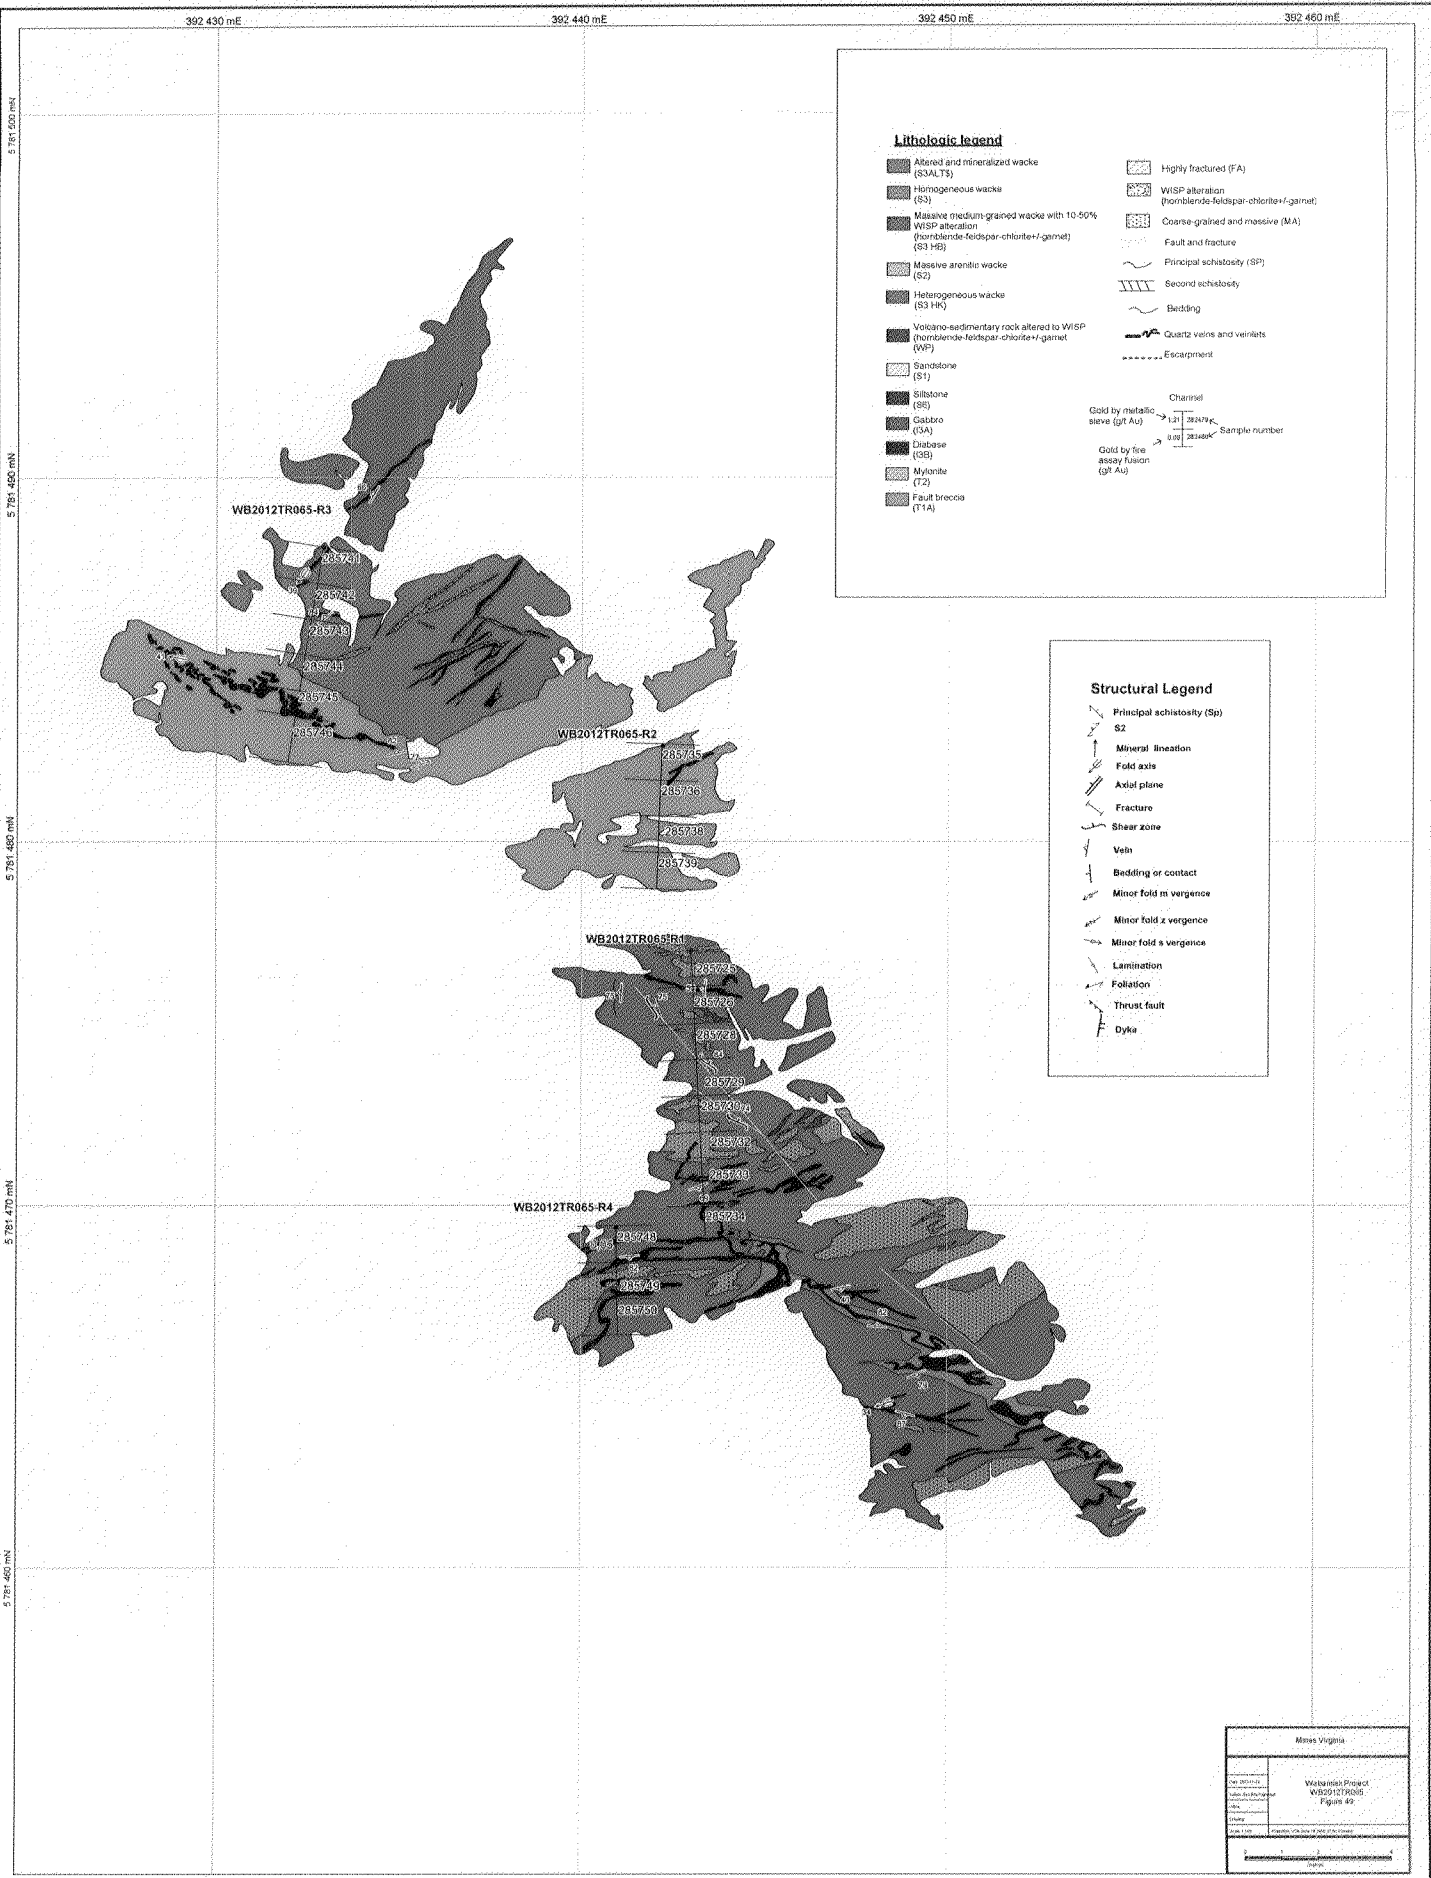 392 430 mE
392 440 mE
392 450 mE
392 460 mE
5 781 500 mN
5 781 490 mN
5 781 480 mN
5 781 470 mN
5 781 460 mN
Lithologic legend
Altered and mineralized wacke
(S3ALTS)
Homogeneous wacke
(S3)
Massive medium-grained wacke with 10-50%
WISP alteration
(hornblende-feldspar-chlorite+/-garnet)
(S3 HB)
Massive arenitic wacke
(S2)
Heterogeneous wacke
(S3 HK)
Volcano-sedimentary rock altered to WISP
(hornblende-feldspar-chlorite+/-garnet
(WP)
Sandstone
(S1)
Siltstone
(S6)
Gabbro
(I3A)
Diabase
(I3B)
Mylonite
(T2)
Fault breccia
(T1A)
Highly fractured (FA)
WISP alteration
(hornblende-feldspar-chlorite+/-garnet)
Coarse-grained and massive (MA)
Fault and fracture
Principal schistosity (SP)
Second schistosity
Bedding
Quartz veins and veinlets
Escarpment
Channel
Gold by metallic
sieve (g/t Au)
1.21 282479
Sample number
Gold by fire
assay fusion
(g/t Au)
Structural Legend
Principal schistosity (Sp)
S2
Mineral lineation
Fold axis
Axial plane
Fracture
Shear zone
Vein
Bedding or contact
Minor fold m vergence
Minor fold z vergence
Minor fold s vergence
Lamination
Foliation
Thrust fault
Dyke
WB2012TR065-R3
285741
285742
285743
285744
285745
285746
WB2012TR065-R2
285735
285736
285738
285739
WB2012TR065-R1
285725
285726
285728
285729
285730
285732
285733
285734
WB2012TR065-R4
285748
285749
285750
Mines Virginia
Wabamisk Project
WB2012TR065
Figure 49